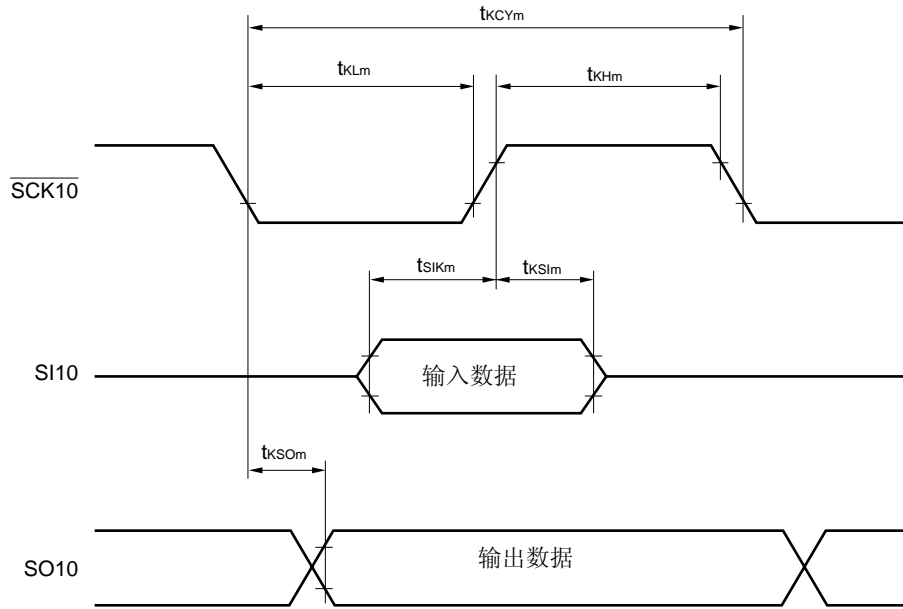 tKCYm
tKLm
tKHm
SCK10
tSIKm
tKSIm
SI10
输入数据
tKSOm
SO10
输出数据